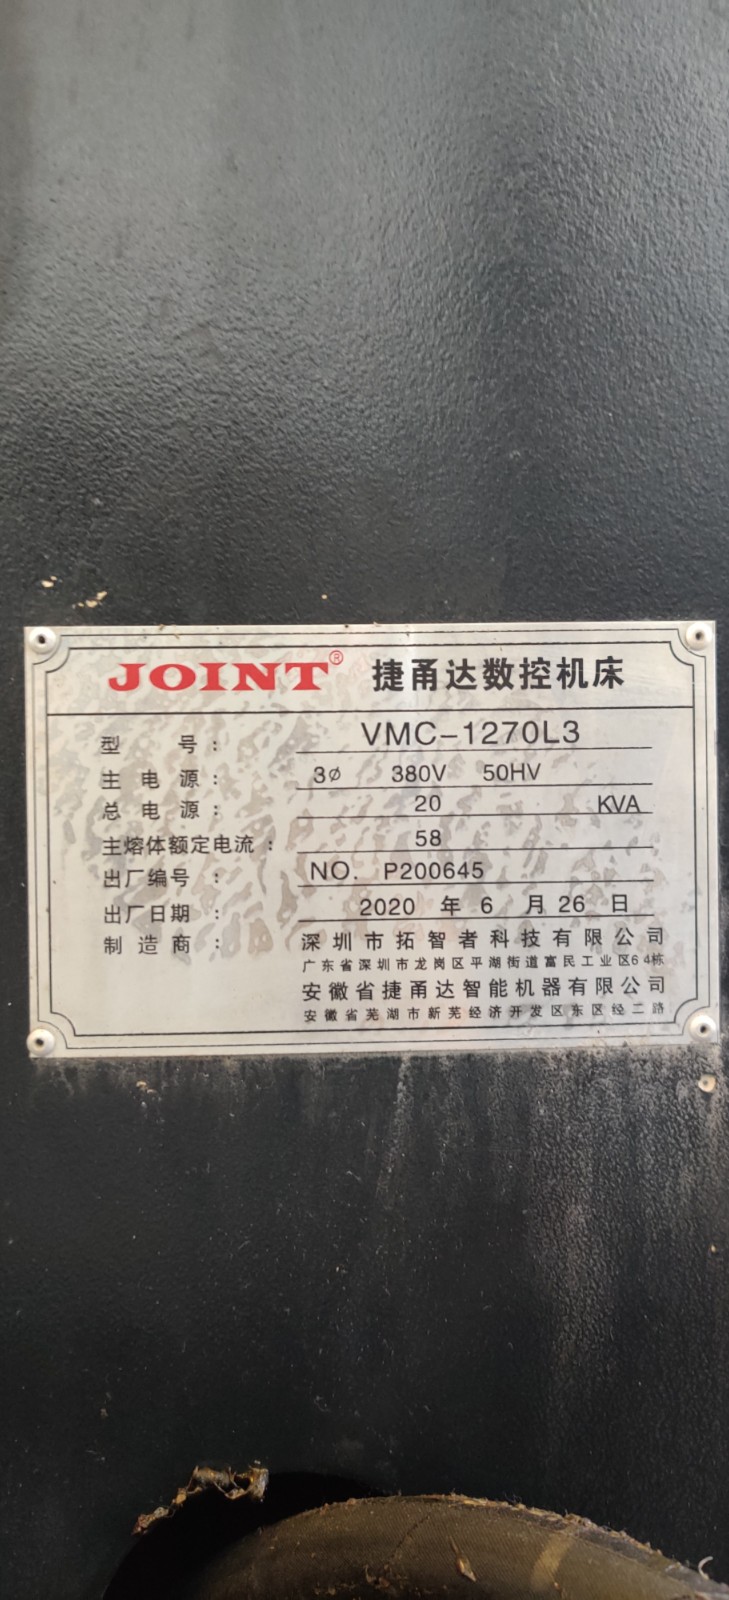 JOINT® 捷甬达数控机床
型 号： VMC-1270L3
主 电 源： 3∅ 380V 50HV
总 电 源： 20 KVA
主熔体额定电流： 58
出厂编号 ： NO. P200645
出厂日期 ： 2020 年 6 月 26 日
制 造 商 ： 深圳市拓智者科技有限公司
广东省深圳市龙岗区平湖街道富民工业区64栋
安徽省捷甬达智能机器有限公司
安徽省芜湖市新芜经济开发区东区经二路